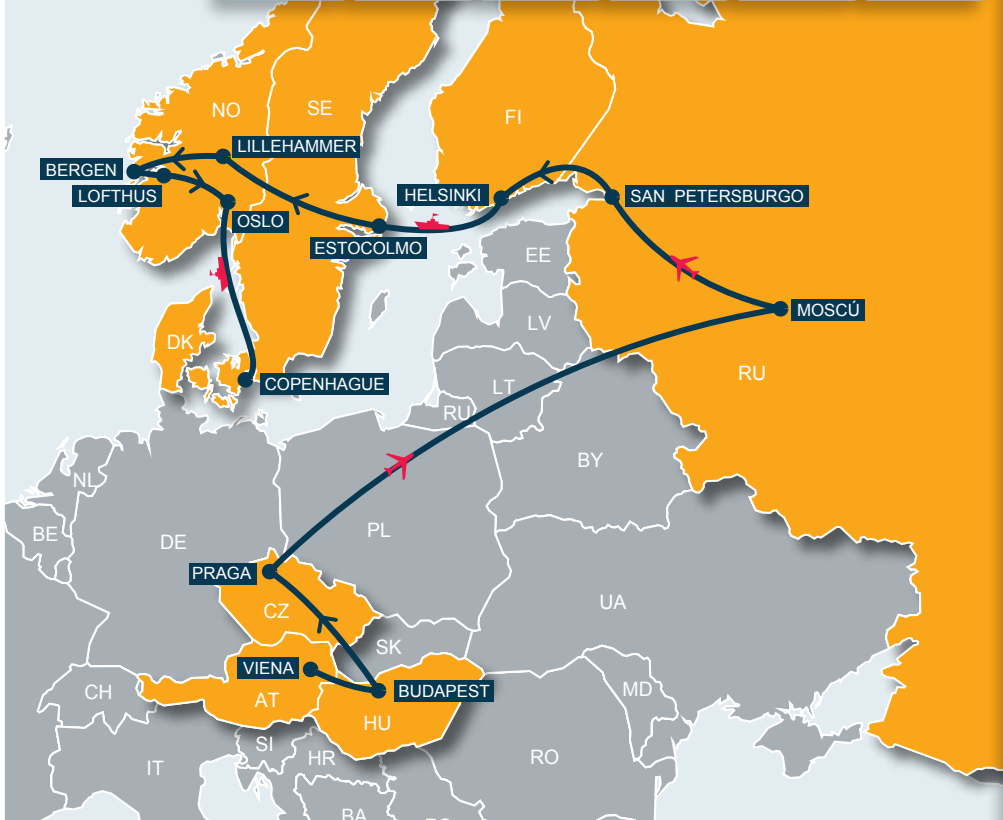 NO
SE
FI
LILLEHAMMER
BERGEN
LOFTHUS
HELSINKI
SAN PETERSBURGO
OSLO
ESTOCOLMO
EE
MOSCÚ
LV
DK
RU
COPENHAGUE
LT
RU
BY
NL
BE
DE
PL
PRAGA
CZ
UA
SK
VIENA
BUDAPEST
CH
AT
MD
HU
SI
HR
RO
IT
BA